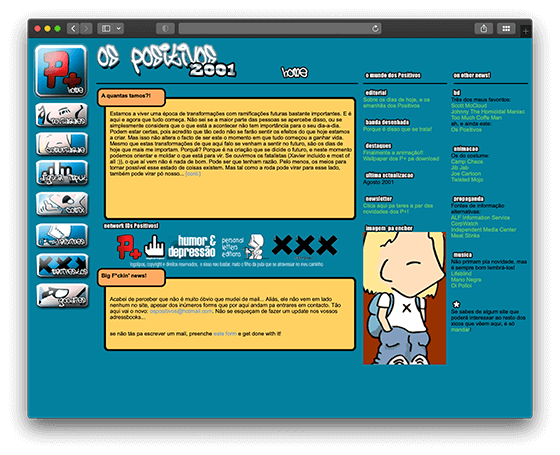 OS POSITIVOS
2001
home
home
A quantas tamos?!
Estamos a viver uma época de transformações com ramificações futuras bastante importantes. E é
aqui e agora que tudo começa. Não sei se a maior parte das pessoas se apercebe disso, ou se
simplesmente considera que o que está a acontecer não tem importância para o seu dia-a-dia.
Podem estar certas, pois acredito que tão cedo não se farão sentir os efeitos do que hoje estamos
a criar. Mas isso não altera o facto de ser este o momento em que tudo começou a ganhar vida.
Mesmo que estas transformações de que aqui falo se venham a sentir no futuro, são os dias de
hoje que mais me importam. Porquê? Porque é na criação que se dicide o futuro, e neste momento
podemos orientar e moldar o que está para vir. Se ouvirmos os fatalistas (Xavier incluído e moi! cf
all :)), o que aí vem não é nada de bom. Pode ser que tenham razão. Pelo menos, os meios para
tornar possível esse estado de coisas existem. Mas tal como a roda pode virar para esse lado,
também pode virar pó nosso...
network (Os Positivos)
P+
humor &
depressão
personal
letters
editors
XXX
Big F*ckin' news!
Acabei de perceber que não é muito óbvio que mudei de mail... Aliás, ele não vem em lado
nenhum no site, apesar dos inúmeros forms que por aqui andam pa entrares em contacto. Tão
aqui vai o novo: ospositivos@hotmail.com. Não se esqueçam de fazer um update nos vossos
adressbooks...
se não tás pa escrever um mail, preenche este form e get done with it!
o mundo dos Positivos
editorial
Sobre os dias de hoje, e os
amanhãs dos Positivos
banda desenhada
Porque é disso que se trata!
destaques
Finalmente a animação!!
Wallpaper dos P+ pa download
ultima actualizacao
Agosto 2001
newsletter
Clica aqui pa tares a par das
novidades dos P+!
imagem pa encher
on other news!
bd
Três dos meus favoritos:
Scott McCloud
Johnny The Homicidal Maniac
Too Much Coffe Man
ah, e ainda este:
Os Positivos
animacao
Os do costume:
Camp Chaos
Jib Job
Joe Cartoon
Twisted Mojo
propaganda
Fontes de informação
alternativas:
ALF Information Service
CorpWatch
Independent Media Center
Meat Stinks
musica
Não primam pla novidade, mas
é sempre bom lembrá-los!
Mano Negra
Oi Polloi
*
Se sabes de algum site que
poderá interessar ao resto dos
xicos que vêem aqui, é só
mandar!